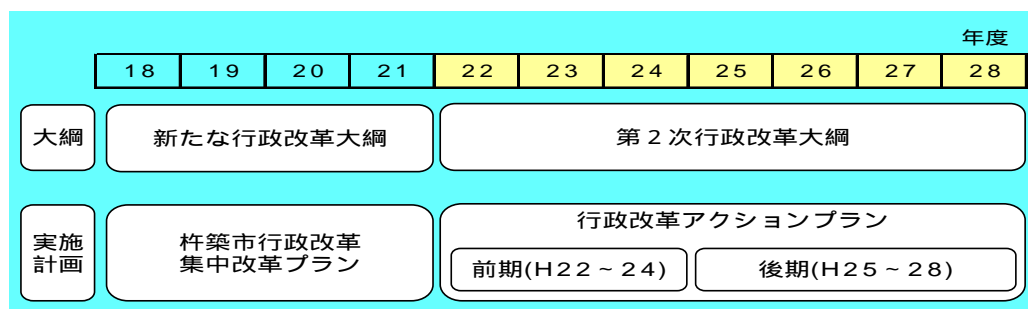 年度
18 19 20 21 22 23 24 25 26 27 28
大綱 新たな行政改革大綱 第2次行政改革大綱
行政改革アクションプラン
実施 杵築市行政改革
計画 集中改革プラン
前期(H22~24) 後期(H25~28)